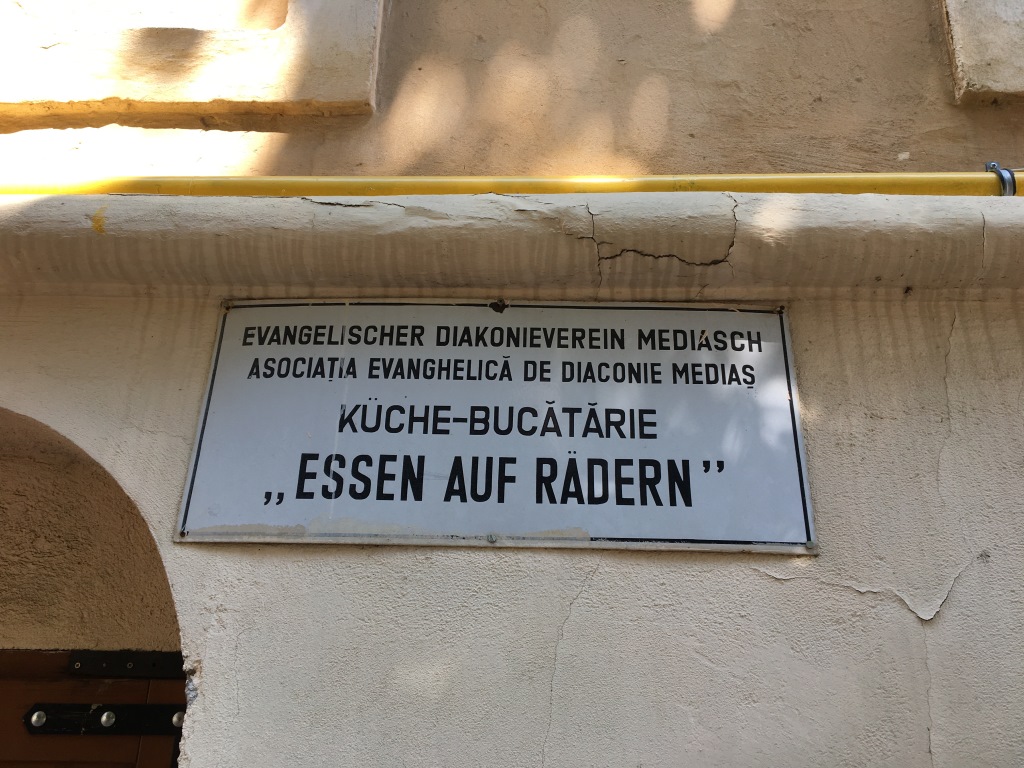 EVANGELISCHER DIAKONIEVEREIN MEDIASCH
ASOCIAȚIA EVANGHELICĂ DE DIACONIE MEDIAȘ
KÜCHE-BUCĂTĂRIE
„ESSEN AUF RÄDERN”